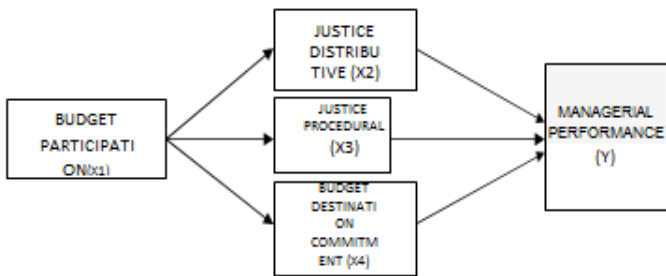 BUDGET
PARTICIPATI
ON(X1)
JUSTICE
DISTRIBU
TIVE (X2)
JUSTICE
PROCEDURAL
(X3)
BUDGET
DESTINATI
ON
COMMITM
ENT (X4)
MANAGERIAL
PERFORMANCE
(Y)